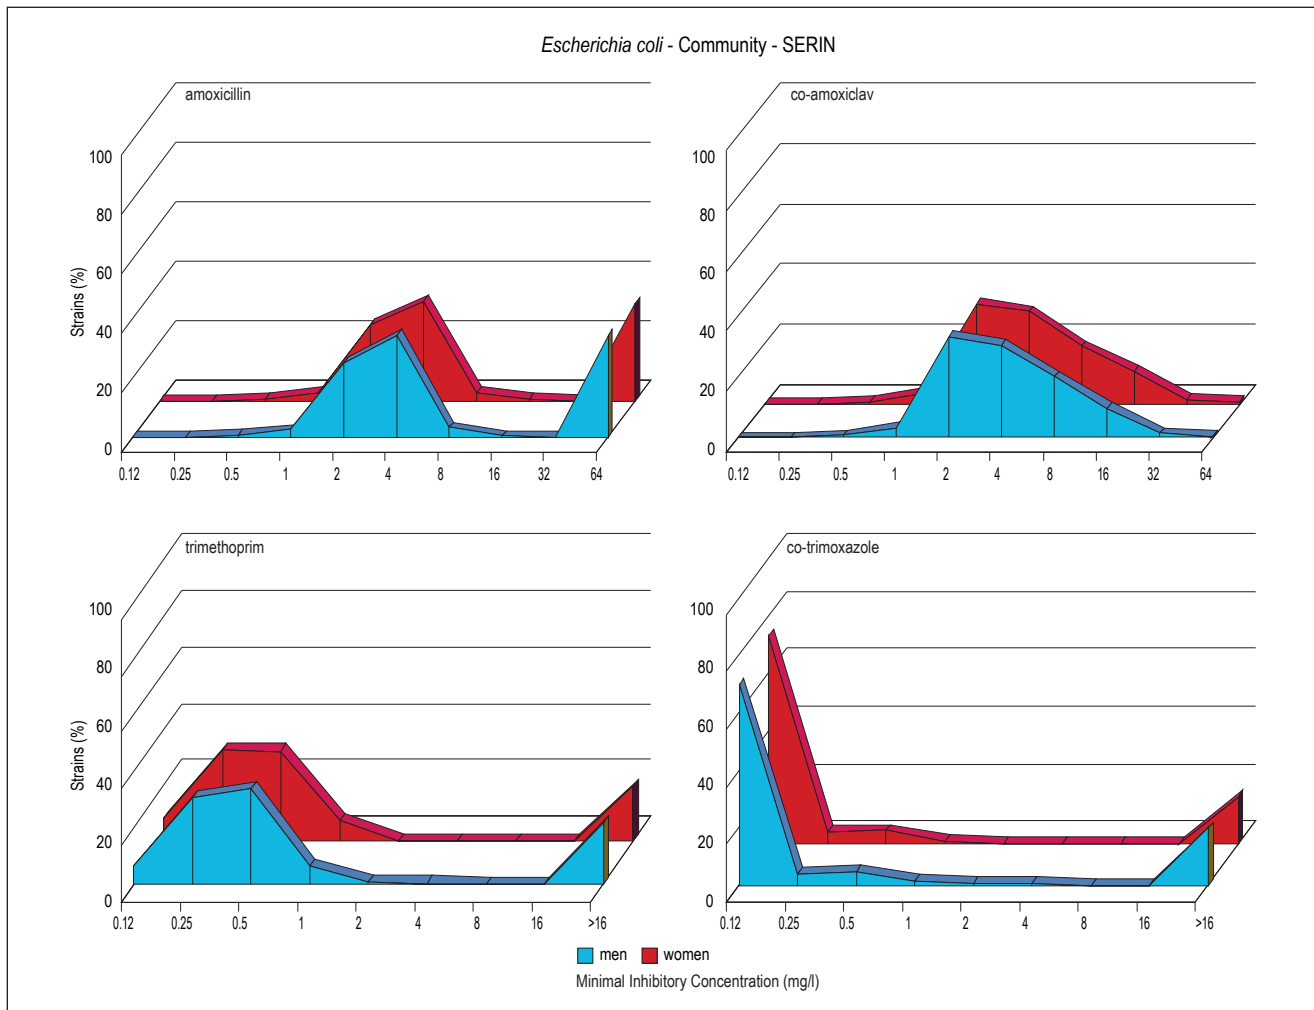 Escherichia coli - Community - SERIN
amoxicillin
co-amoxiclav
100
80
60
40
20
0
Strains (%)
0.12 0.25 0.5 1 2 4 8 16 32 64
100
80
60
40
20
0
0.12 0.25 0.5 1 2 4 8 16 32 64
trimethoprim
co-trimoxazole
100
80
60
40
20
0
Strains (%)
0.12 0.25 0.5 1 2 4 8 16 >16
100
80
60
40
20
0
0.12 0.25 0.5 1 2 4 8 16 >16
men women
Minimal Inhibitory Concentration (mg/l)